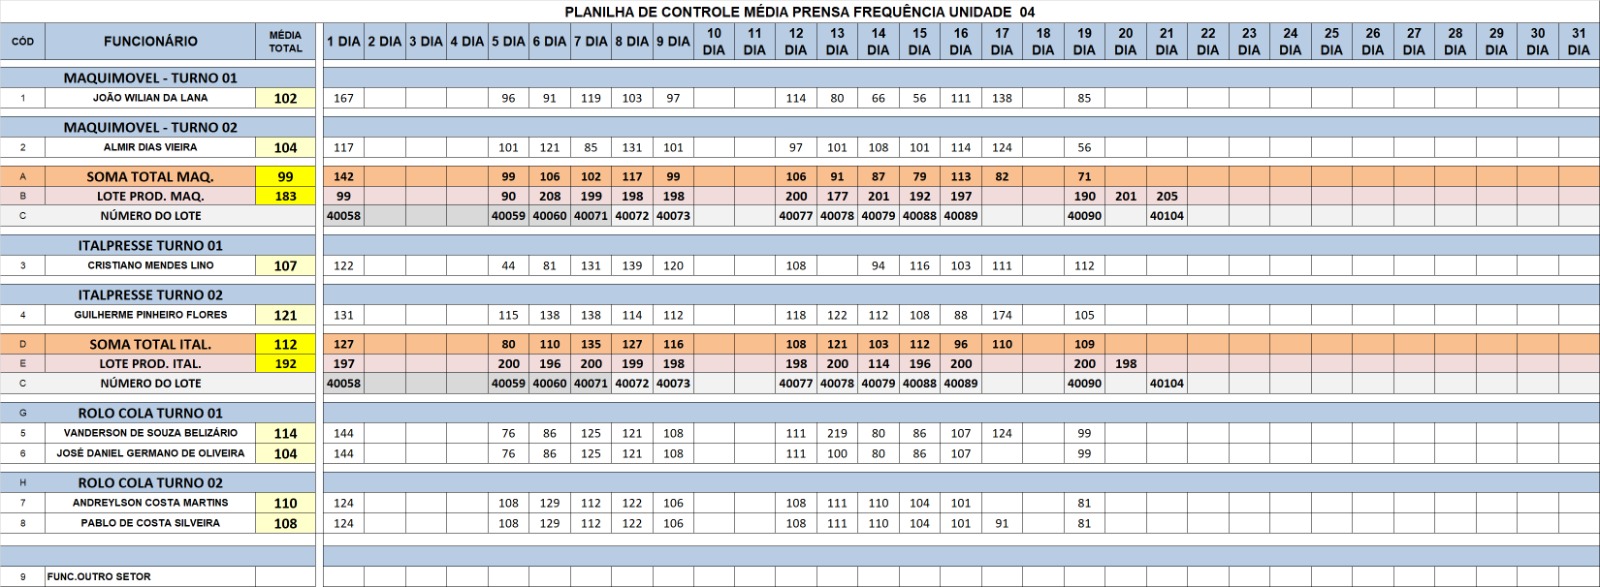 PLANILHA DE CONTROLE MÉDIA PRENSA FREQUÊNCIA UNIDADE 04
CÓD FUNCIONÁRIO MÉDIA TOTAL 1 DIA 2 DIA 3 DIA 4 DIA 5 DIA 6 DIA 7 DIA 8 DIA 9 DIA 10 DIA 11 DIA 12 DIA 13 DIA 14 DIA 15 DIA 16 DIA 17 DIA 18 DIA 19 DIA 20 DIA 21 DIA 22 DIA 23 DIA 24 DIA 25 DIA 26 DIA 27 DIA 28 DIA 29 DIA 30 DIA 31 DIA
MAQUIMOVEL - TURNO 01
1 JOÃO WILIAN DA LANA 102 167 96 91 119 103 97 114 80 66 56 111 138 85
MAQUIMOVEL - TURNO 02
2 ALMIR DIAS VIEIRA 104 117 101 121 85 131 101 97 101 108 101 114 124 56
A SOMA TOTAL MAQ. 99 142 99 106 102 117 99 106 91 87 79 113 82 71
B LOTE PROD. MAQ. 183 99 90 208 199 198 198 200 177 201 192 197 190 201 205
C NÚMERO DO LOTE 40058 40059 40060 40071 40072 40073 40077 40078 40079 40088 40089 40090 40104
ITALPRESSE TURNO 01
3 CRISTIANO MENDES LINO 107 122 44 81 131 139 120 108 94 116 103 111 112
ITALPRESSE TURNO 02
4 GUILHERME PINHEIRO FLORES 121 131 115 138 138 114 112 118 122 112 108 88 174 105
D SOMA TOTAL ITAL. 112 127 80 110 135 127 116 108 121 103 112 96 110 109
E LOTE PROD. ITAL. 192 197 200 196 200 199 198 198 200 114 196 200 200 198
C NÚMERO DO LOTE 40058 40059 40060 40071 40072 40073 40077 40078 40079 40088 40089 40090 40104
G ROLO COLA TURNO 01
5 VANDERSON DE SOUZA BELIZÁRIO 114 144 76 86 125 121 108 111 219 80 86 107 124 99
6 JOSÉ DANIEL GERMANO DE OLIVEIRA 104 144 76 86 125 121 108 111 100 80 86 107 99
H ROLO COLA TURNO 02
7 ANDREYLSON COSTA MARTINS 110 124 108 129 112 122 106 108 111 110 104 101 81
8 PABLO DE COSTA SILVEIRA 108 124 108 129 112 122 106 108 111 110 104 101 91 81
9 FUNC.OUTRO SETOR